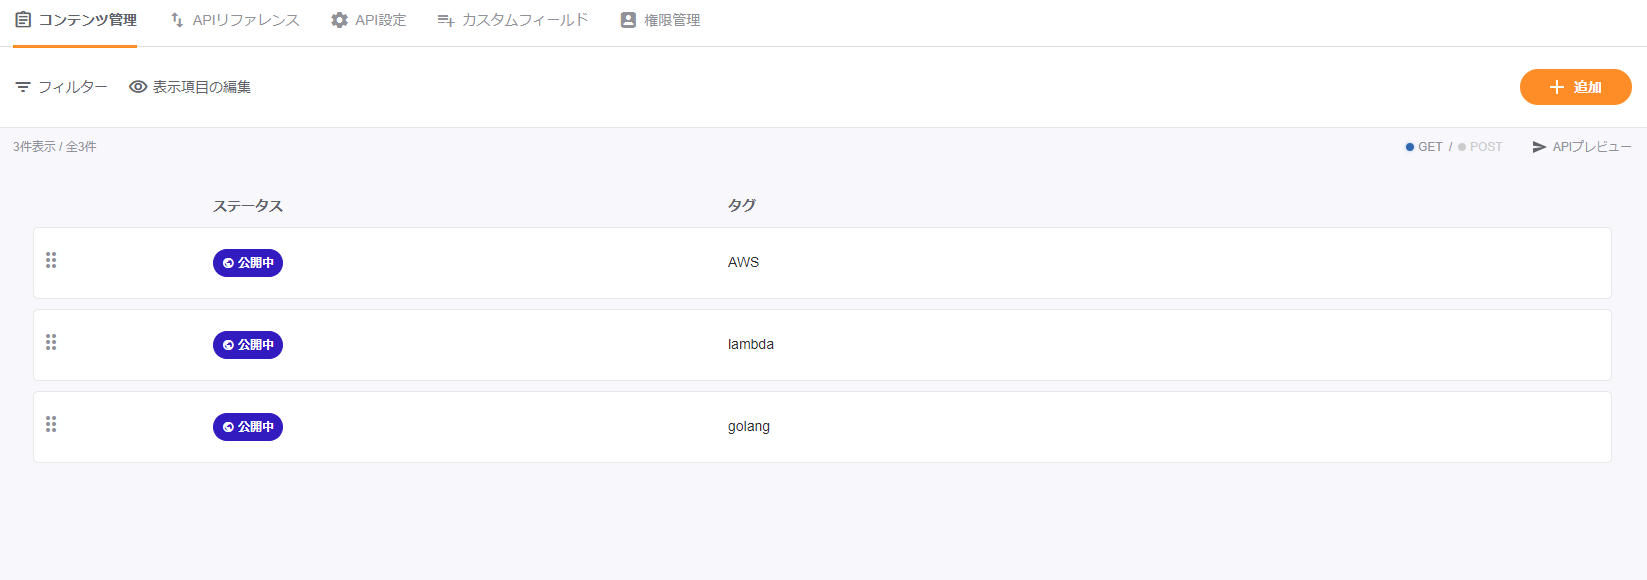 コンテンツ管理 APIリファレンス API設定 カスタムフィールド 権限管理
フィルター 表示項目の編集 追加
3件表示 / 全3件 GET / POST APIプレビュー
ステータス タグ
公開中 AWS
公開中 lambda
公開中 golang